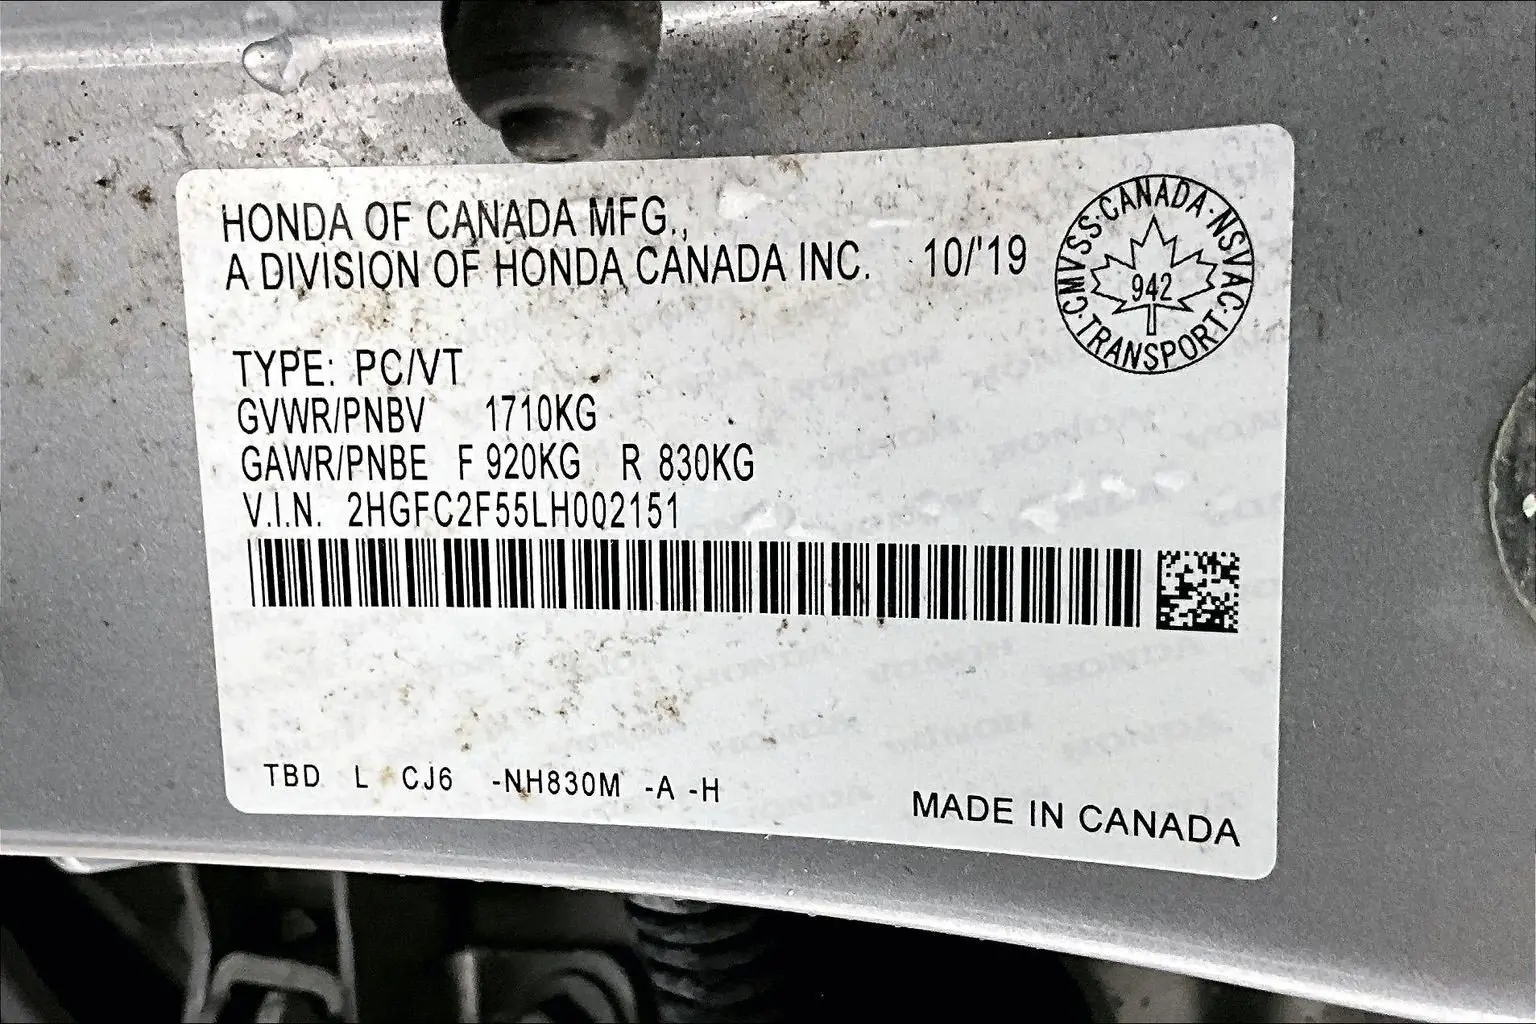 HONDA OF CANADA MFG.,
A DIVISION OF HONDA CANADA INC. 10/'19
CMVSS·CANADA·NSVAC·TRANSPORT·
942
TYPE: PC/VT
GVWR/PNBV 1710KG
GAWR/PNBE F 920KG R 830KG
V.I.N. 2HGFC2F55LH002151
TBD L CJ6 -NH830M -A -H
MADE IN CANADA